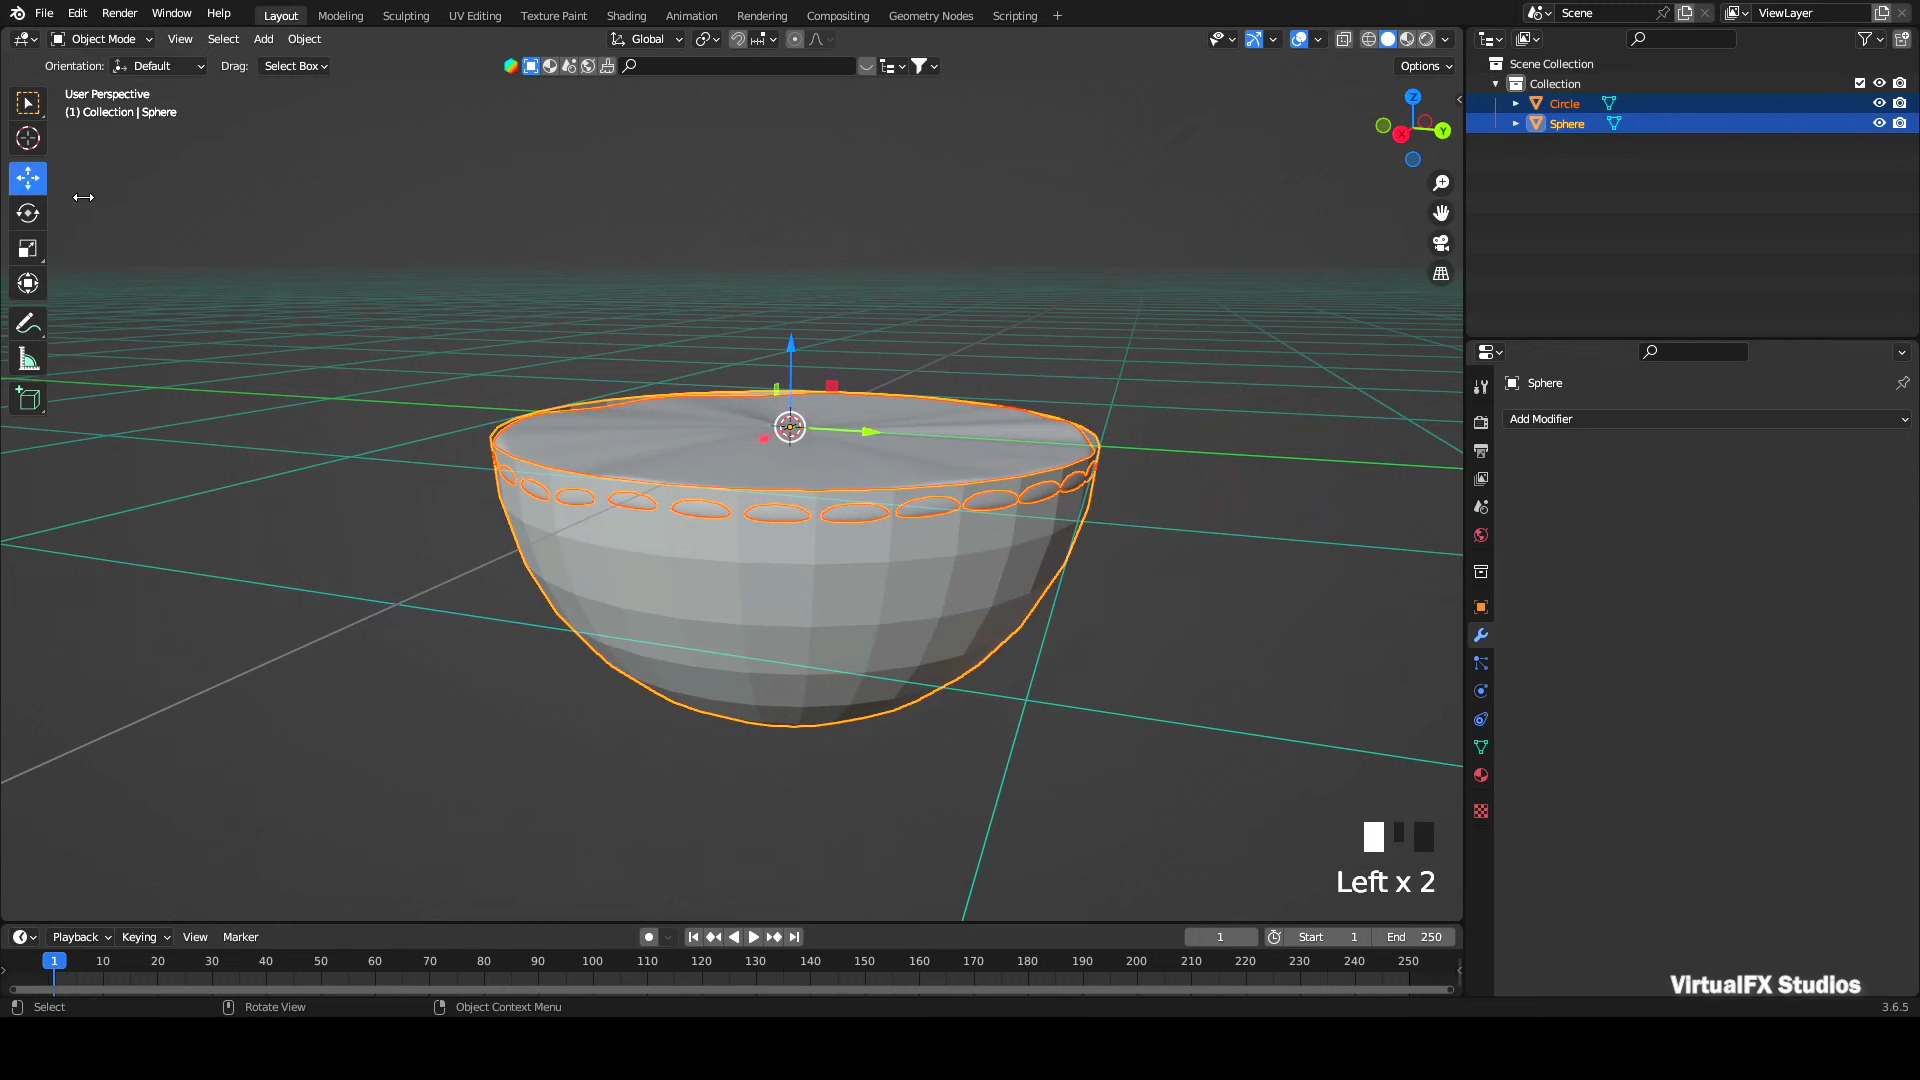 File Edit Render Window Help Layout Modeling Sculpting UV Editing Texture Paint Shading Animation Rendering Compositing Geometry Nodes Scripting + Scene ViewLayer
Object Mode View Select Add Object Global
Orientation: Default Drag: Select Box Options
User Perspective
(1) Collection | Sphere
Z
Y
X
Scene Collection
Collection
Circle
Sphere
Sphere
Add Modifier
Left x 2
Playback Keying View Marker 1 Start 1 End 250
1 10 20 30 40 50 60 70 80 90 100 110 120 130 140 150 160 170 180 190 200 210 220 230 240 250
VirtualFX Studios
Select Rotate View Object Context Menu 3.6.5